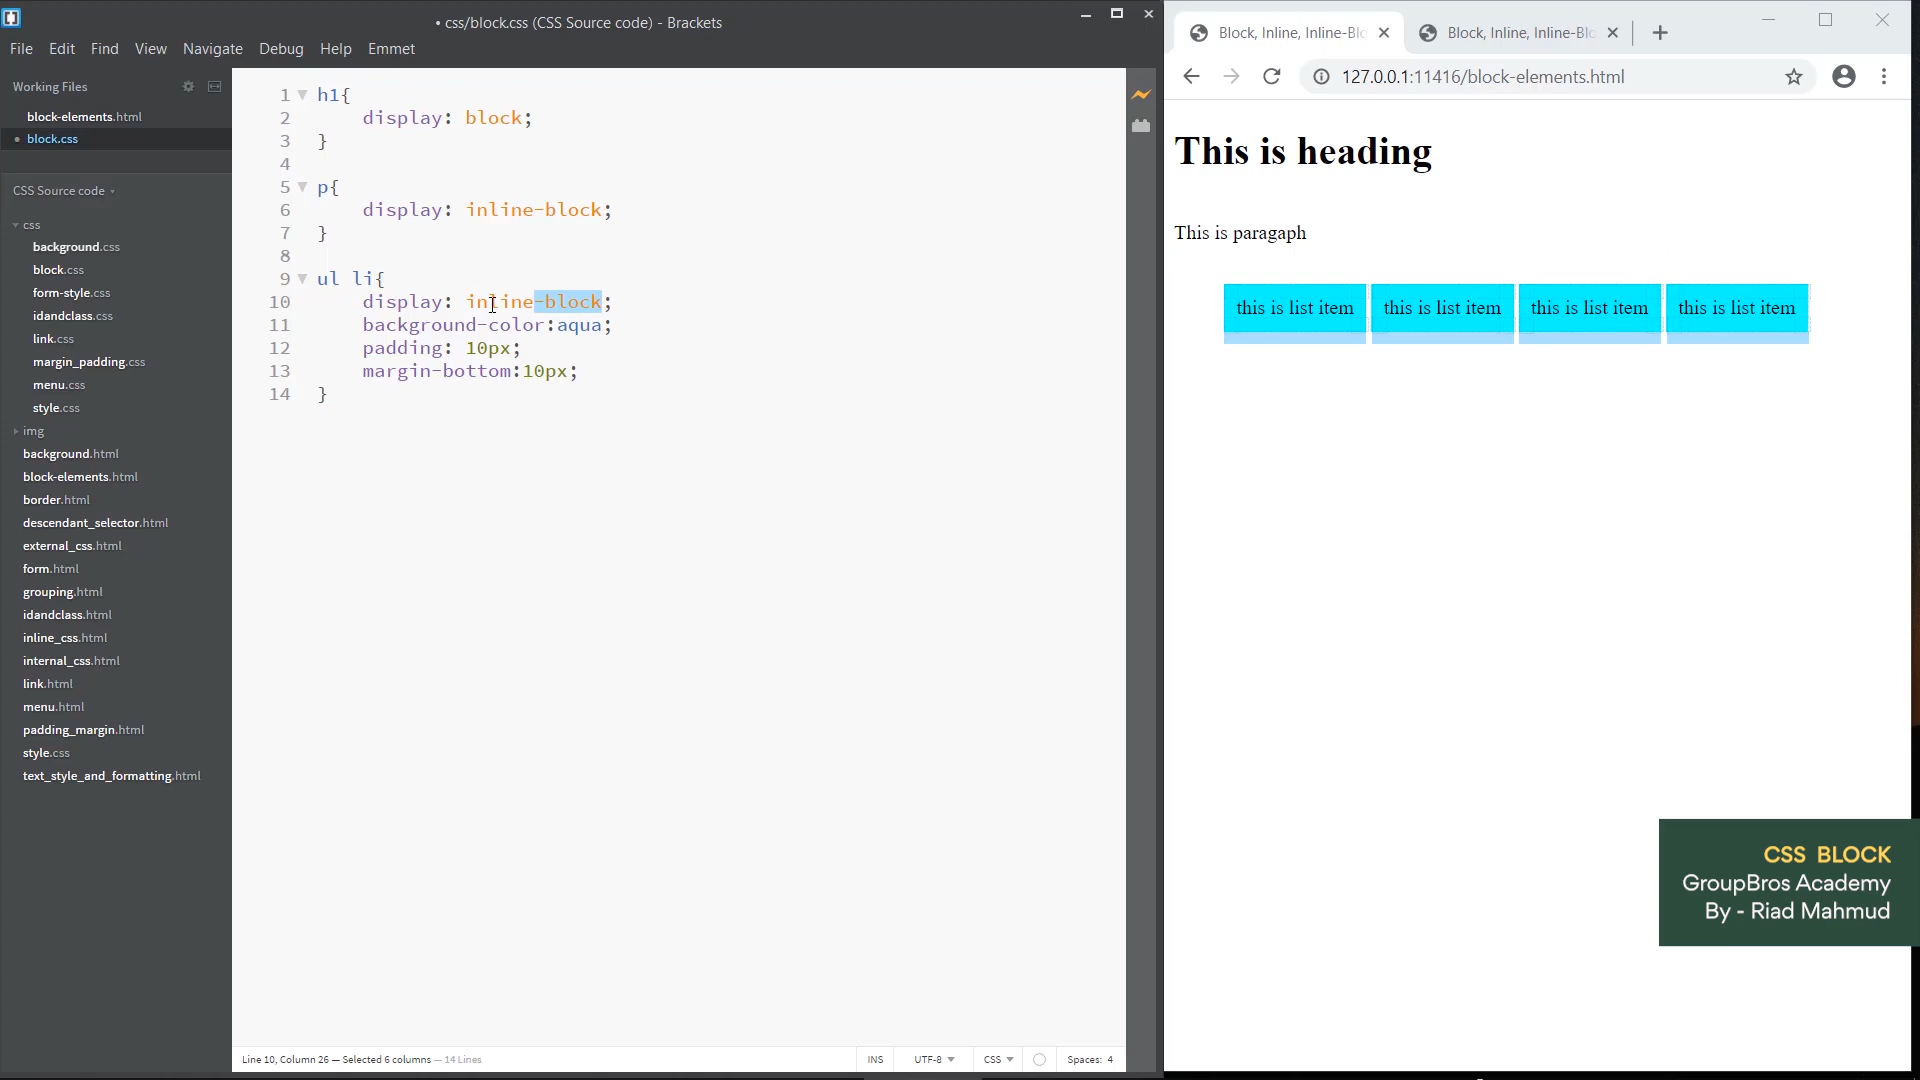 • css/block.css (CSS Source code) - Brackets
File Edit Find View Navigate Debug Help Emmet
Working Files
block-elements.html
• block.css
CSS Source code
css
background.css
block.css
form-style.css
idandclass.css
link.css
margin_padding.css
menu.css
style.css
img
background.html
block-elements.html
border.html
descendant_selector.html
external_css.html
form.html
grouping.html
idandclass.html
inline_css.html
internal_css.html
link.html
menu.html
padding_margin.html
style.css
text_style_and_formatting.html
1 h1{
2 display: block;
3 }
4
5 p{
6 display: inline-block;
7 }
8
9 ul li{
10 display: inline-block;
11 background-color:aqua;
12 padding: 10px;
13 margin-bottom:10px;
14 }
Line 10, Column 26 — Selected 6 columns — 14 Lines
INS UTF-8 CSS Spaces: 4
Block, Inline, Inline-Blo Block, Inline, Inline-Blo
127.0.0.1:11416/block-elements.html
This is heading
This is paragaph
this is list item this is list item this is list item this is list item
CSS BLOCK
GroupBros Academy
By - Riad Mahmud